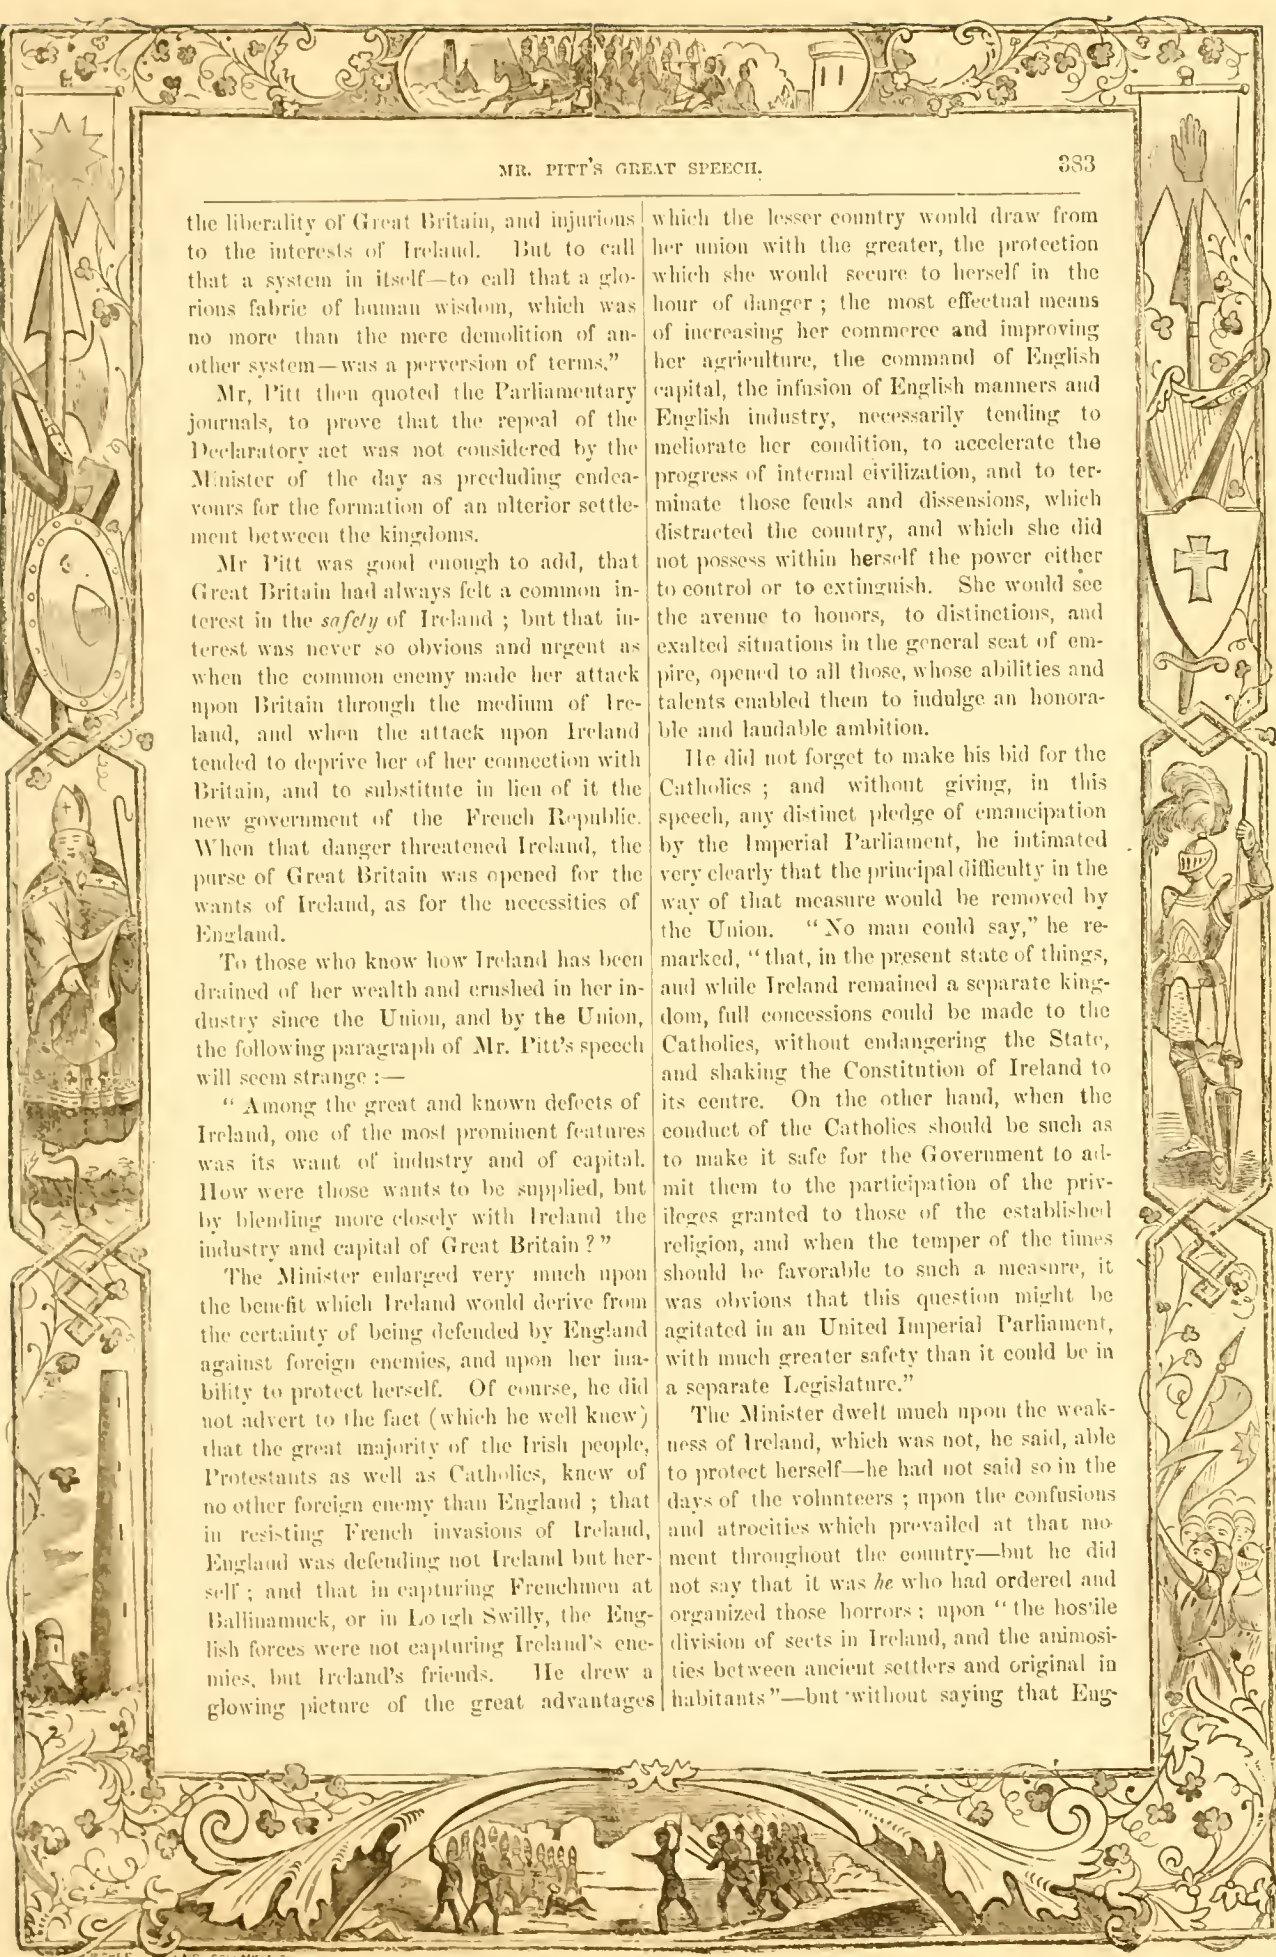 MR. PITT'S GREAT SPEECH.
383
the liberality of Great Britain, and injurious
to the interests of Ireland. But to call
that a system in itself—to call that a glo-
rious fabric of human wisdom, which was
no more than the mere demolition of an-
other system—was a perversion of terms."
Mr, Pitt then quoted the Parliamentary
journals, to prove that the repeal of the
Declaratory act was not considered by the
Minister of the day as precluding endea-
vours for the formation of an ulterior settle-
ment between the kingdoms.
Mr Pitt was good enough to add, that
Great Britain had always felt a common in-
terest in the safety of Ireland ; but that in-
terest was never so obvious and urgent as
when the common enemy made her attack
upon Britain through the medium of Ire-
land, and when the attack upon Ireland
tended to deprive her of her connection with
Britain, and to substitute in lieu of it the
new government of the French Republic.
When that danger threatened Ireland, the
purse of Great Britain was opened for the
wants of Ireland, as for the necessities of
England.
To those who know how Ireland has been
drained of her wealth and crushed in her in-
dustry since the Union, and by the Union,
the following paragraph of Mr. Pitt's speech
will seem strange :—
" Among the great and known defects of
Ireland, one of the most prominent features
was its want of industry and of capital.
How were those wants to be supplied, but
by blending more closely with Ireland the
industry and capital of Great Britain ? "
The Minister enlarged very much upon
the benefit which Ireland would derive from
the certainty of being defended by England
against foreign enemies, and upon her ina-
bility to protect herself. Of course, he did
not advert to the fact (which he well knew)
that the great majority of the Irish people,
Protestants as well as Catholics, knew of
no other foreign enemy than England ; that
in resisting French invasions of Ireland,
England was defending not Ireland but her-
self ; and that in capturing Frenchmen at
Ballinamuck, or in Lough Swilly, the Eng-
lish forces were not capturing Ireland's ene-
mies, but Ireland's friends. He drew a
glowing picture of the great advantages
which the lesser country would draw from
her union with the greater, the protection
which she would secure to herself in the
hour of danger ; the most effectual means
of increasing her commerce and improving
her agriculture, the command of English
capital, the infusion of English manners and
English industry, necessarily tending to
meliorate her condition, to accelerate the
progress of internal civilization, and to ter-
minate those feuds and dissensions, which
distracted the country, and which she did
not possess within herself the power either
to control or to extinguish. She would see
the avenue to honors, to distinctions, and
exalted situations in the general seat of em-
pire, opened to all those, whose abilities and
talents enabled them to indulge an honora-
ble and laudable ambition.
He did not forget to make his bid for the
Catholics ; and without giving, in this
speech, any distinct pledge of emancipation
by the Imperial Parliament, he intimated
very clearly that the principal difficulty in the
way of that measure would be removed by
the Union. " No man could say," he re-
marked, " that, in the present state of things,
and while Ireland remained a separate king-
dom, full concessions could be made to the
Catholics, without endangering the State,
and shaking the Constitution of Ireland to
its centre. On the other hand, when the
conduct of the Catholics should be such as
to make it safe for the Government to ad-
mit them to the participation of the priv-
ileges granted to those of the established
religion, and when the temper of the times
should be favorable to such a measure, it
was obvious that this question might be
agitated in an United Imperial Parliament,
with much greater safety than it could be in
a separate Legislature."
The Minister dwelt much upon the weak-
ness of Ireland, which was not, he said, able
to protect herself—he had not said so in the
days of the volunteers ; upon the confusions
and atrocities which prevailed at that mo-
ment throughout the country—but he did
not say that it was he who had ordered and
organized those horrors ; upon " the hostile
division of sects in Ireland, and the animosi-
ties between ancient settlers and original in
habitants "—but without saying that Eng-